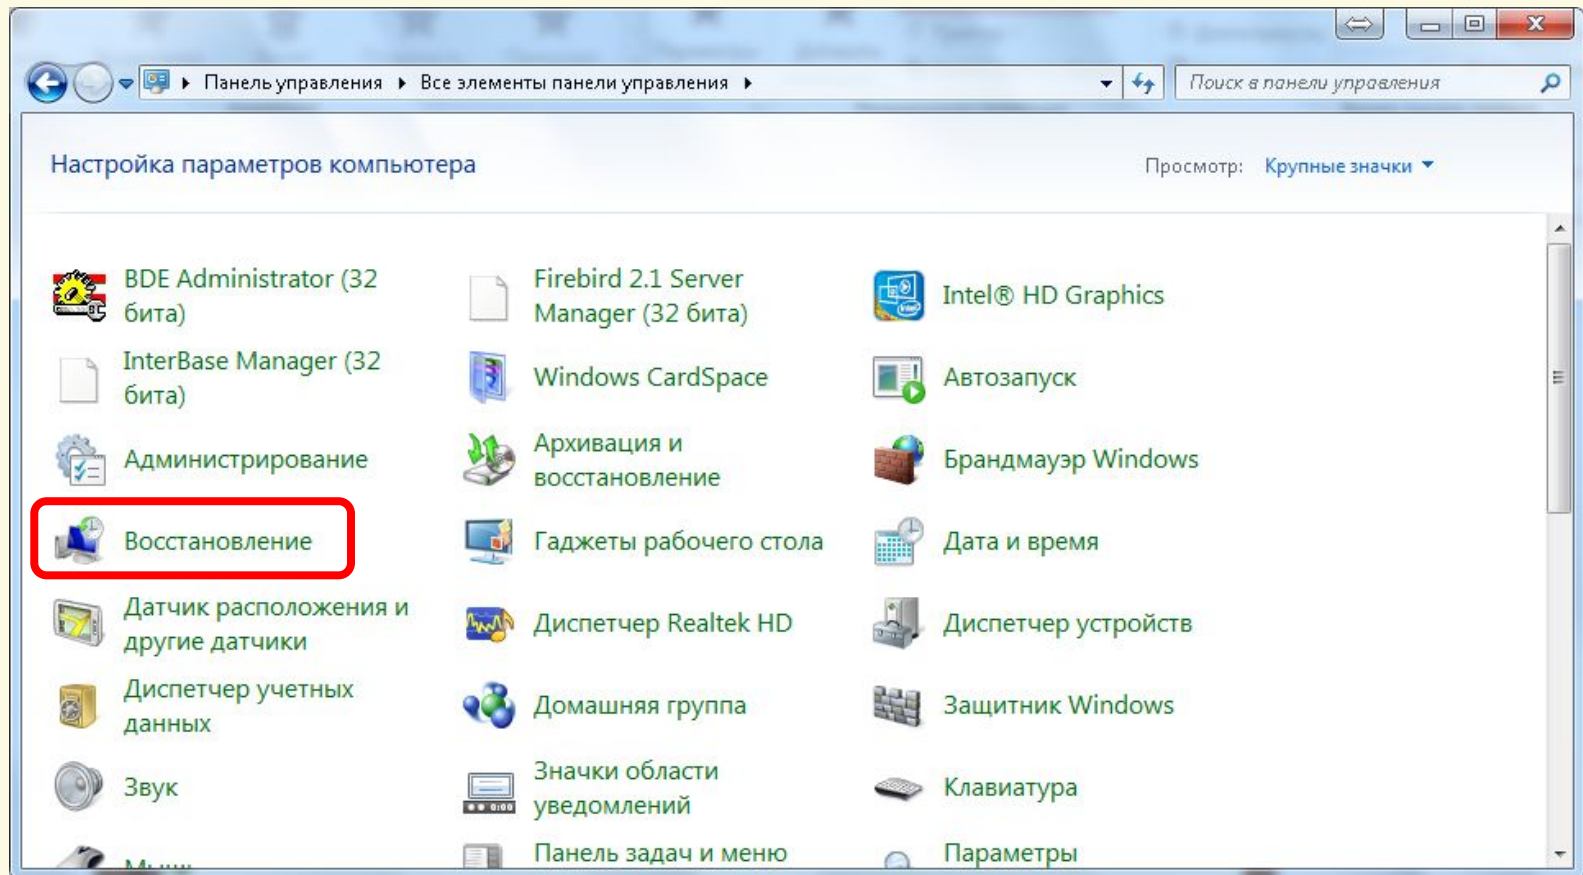 Панель управления
Все элементы панели управления
Поиск в панели управления
Настройка параметров компьютера
Просмотр: Крупные значки
BDE Administrator (32
бита)
Firebird 2.1 Server
Manager (32 бита)
Intel® HD Graphics
InterBase Manager (32
бита)
Windows CardSpace
Автозапуск
Администрирование
Архивация и
восстановление
Брандмауэр Windows
Восстановление
Гаджеты рабочего стола
Дата и время
Датчик расположения и
другие датчики
Диспетчер Realtek HD
Диспетчер устройств
Диспетчер учетных
данных
Домашняя группа
Защитник Windows
Звук
Значки области
уведомлений
Клавиатура
Панель задач и меню
Параметры